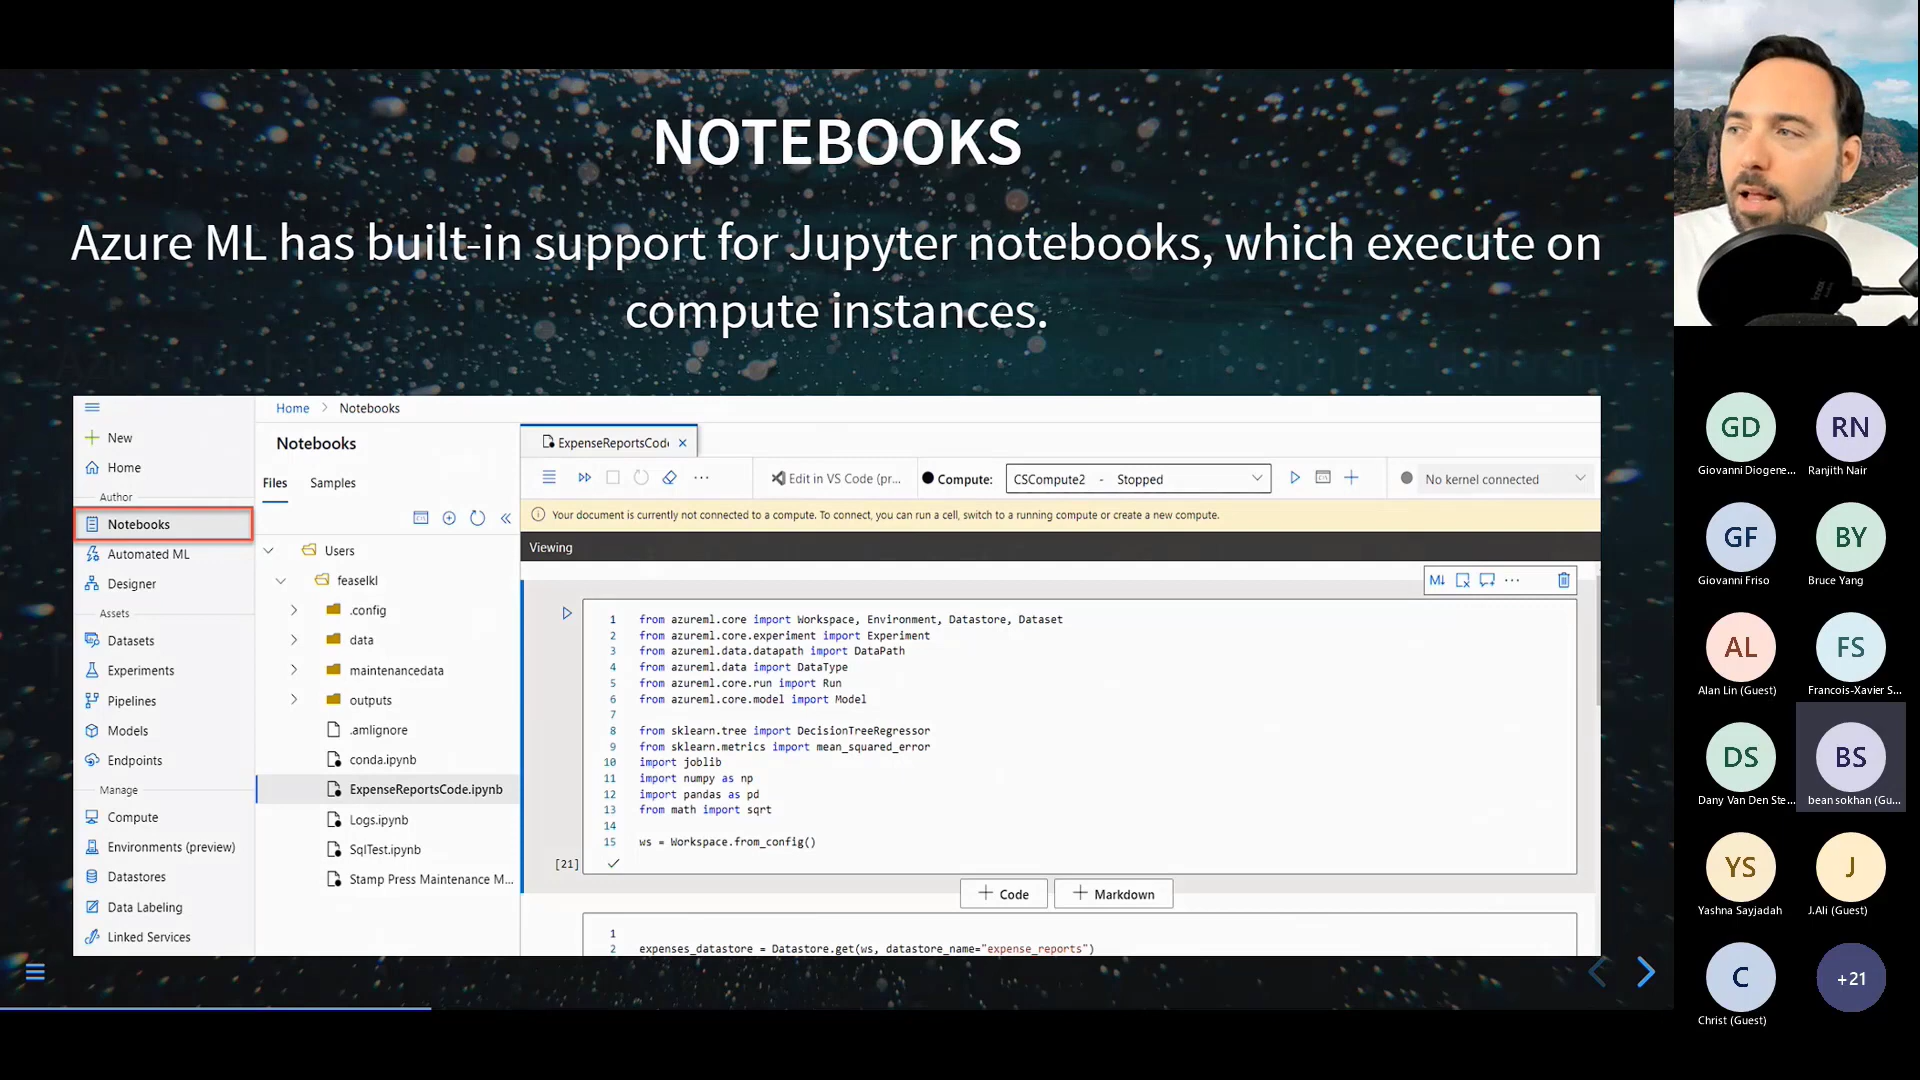 NOTEBOOKS
Azure ML has built-in support for Jupyter notebooks, which execute on
compute instances.
New
Home
Author
Notebooks
Automated ML
Designer
Assets
Datasets
Experiments
Pipelines
Models
Endpoints
Manage
Compute
Environments (preview)
Datastores
Data Labeling
Linked Services
Home > Notebooks
Notebooks
Files Samples
Users
feaselkl
.config
data
maintenancedata
outputs
.amlignore
conda.ipynb
ExpenseReportsCode.ipynb
Logs.ipynb
SqlTest.ipynb
Stamp Press Maintenance M...
ExpenseReportsCode
Edit in VS Code (pr... Compute: CSCompute2 - Stopped No kernel connected
Your document is currently not connected to a compute. To connect, you can run a cell, switch to a running compute or create a new compute.
Viewing
M↓
1 from azureml.core import Workspace, Environment, Datastore, Dataset
2 from azureml.core.experiment import Experiment
3 from azureml.data.datapath import DataPath
4 from azureml.data import DataType
5 from azureml.core.run import Run
6 from azureml.core.model import Model
7
8 from sklearn.tree import DecisionTreeRegressor
9 from sklearn.metrics import mean_squared_error
10 import joblib
11 import numpy as np
12 import pandas as pd
13 from math import sqrt
14
15 ws = Workspace.from_config()
[21]
+ Code + Markdown
1
2 expenses_datastore = Datastore.get(ws, datastore_name="expense_reports")
GD
Giovanni Diogene...
RN
Ranjith Nair
GF
Giovanni Friso
BY
Bruce Yang
AL
Alan Lin (Guest)
FS
Francois-Xavier S...
DS
Dany Van Den Ste...
BS
bean sokhan (Gu...
YS
Yashna Sayjadah
J
J.Ali (Guest)
C
Christ (Guest)
+21